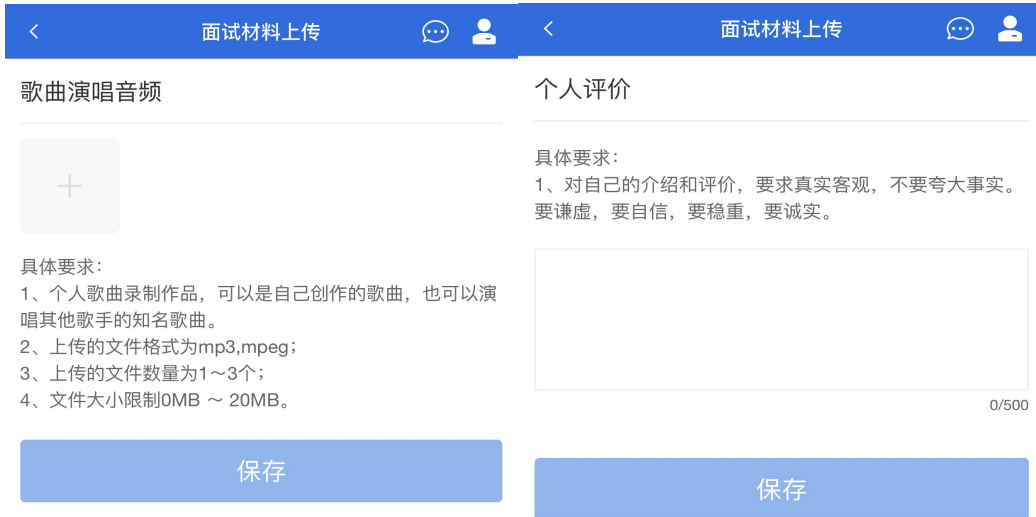 面试材料上传
歌曲演唱音频
具体要求：
1、个人歌曲录制作品，可以是自己创作的歌曲，也可以演
唱其他歌手的知名歌曲。
2、上传的文件格式为mp3,mpeg；
3、上传的文件数量为1～3个；
4、文件大小限制0MB ～ 20MB。
保存
面试材料上传
个人评价
具体要求：
1、对自己的介绍和评价，要求真实客观，不要夸大事实。
要谦虚，要自信，要稳重，要诚实。
0/500
保存